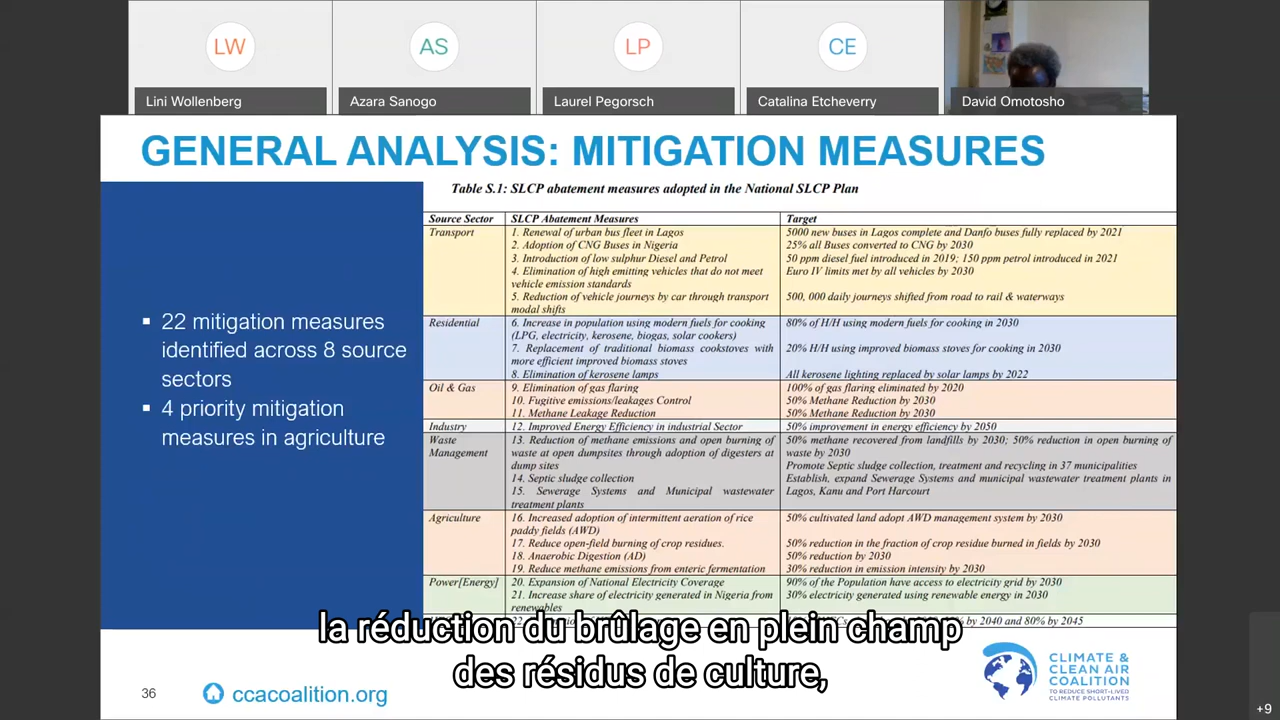 LW
AS
LP
CE
Lini Wollenberg
Azara Sanogo
Laurel Pegorsch
Catalina Etcheverry
David Omotosho
GENERAL ANALYSIS: MITIGATION MEASURES
▪ 22 mitigation measures
identified across 8 source
sectors
▪ 4 priority mitigation
measures in agriculture
Table S.1: SLCP abatement measures adopted in the National SLCP Plan
Source Sector SLCP Abatement Measures Target
Transport 1. Renewal of urban bus fleet in Lagos 5000 new buses in Lagos complete and Danfo buses fully replaced by 2021
2. Adoption of CNG Buses in Nigeria 25% all Buses converted to CNG by 2030
3. Introduction of low sulphur Diesel and Petrol 50 ppm diesel fuel introduced in 2019; 150 ppm petrol introduced in 2021
4. Elimination of high emitting vehicles that do not meet Euro IV limits met by all vehicles by 2030
vehicle emission standards
5. Reduction of vehicle journeys by car through transport 500, 000 daily journeys shifted from road to rail & waterways
modal shifts
Residential 6. Increase in population using modern fuels for cooking 80% of H/H using modern fuels for cooking in 2030
(LPG, electricity, kerosene, biogas, solar cookers)
7. Replacement of traditional biomass cookstoves with 20% H/H using improved biomass stoves for cooking in 2030
more efficient improved biomass stoves
8. Elimination of kerosene lamps All kerosene lighting replaced by solar lamps by 2022
Oil & Gas 9. Elimination of gas flaring 100% of gas flaring eliminated by 2020
10. Fugitive emissions/leakages Control 50% Methane Reduction by 2030
11. Methane Leakage Reduction 50% Methane Reduction by 2030
Industry 12. Improved Energy Efficiency in industrial Sector 50% improvement in energy efficiency by 2050
Waste 13. Reduction of methane emissions and open burning of 50% methane recovered from landfills by 2030; 50% reduction in open burning of
Management waste at open dumpsites through adoption of digesters at waste by 2030
dump sites Promote Septic sludge collection, treatment and recycling in 37 municipalities
14. Septic sludge collection Establish, expand Sewerage Systems and municipal wastewater treatment plants in
15. Sewerage Systems and Municipal wastewater Lagos, Kanu and Port Harcourt
treatment plants
Agriculture 16. Increased adoption of intermittent aeration of rice 50% cultivated land adopt AWD management system by 2030
paddy fields (AWD)
17. Reduce open-field burning of crop residues. 50% reduction in the fraction of crop residue burned in fields by 2030
18. Anaerobic Digestion (AD) 50% reduction by 2030
19. Reduce methane emissions from enteric fermentation 30% reduction in emission intensity by 2030
Power[Energy] 20. Expansion of National Electricity Coverage 90% of the Population have access to electricity grid by 2030
21. Increase share of electricity generated in Nigeria from 30% electricity generated using renewable energy in 2030
renewables
22 by 2040 and 80% by 2045
la réduction du brûlage en plein champ
des résidus de culture,
36
ccacoalition.org
CLIMATE &
CLEAN AIR
COALITION
TO REDUCE SHORT-LIVED
CLIMATE POLLUTANTS
+9